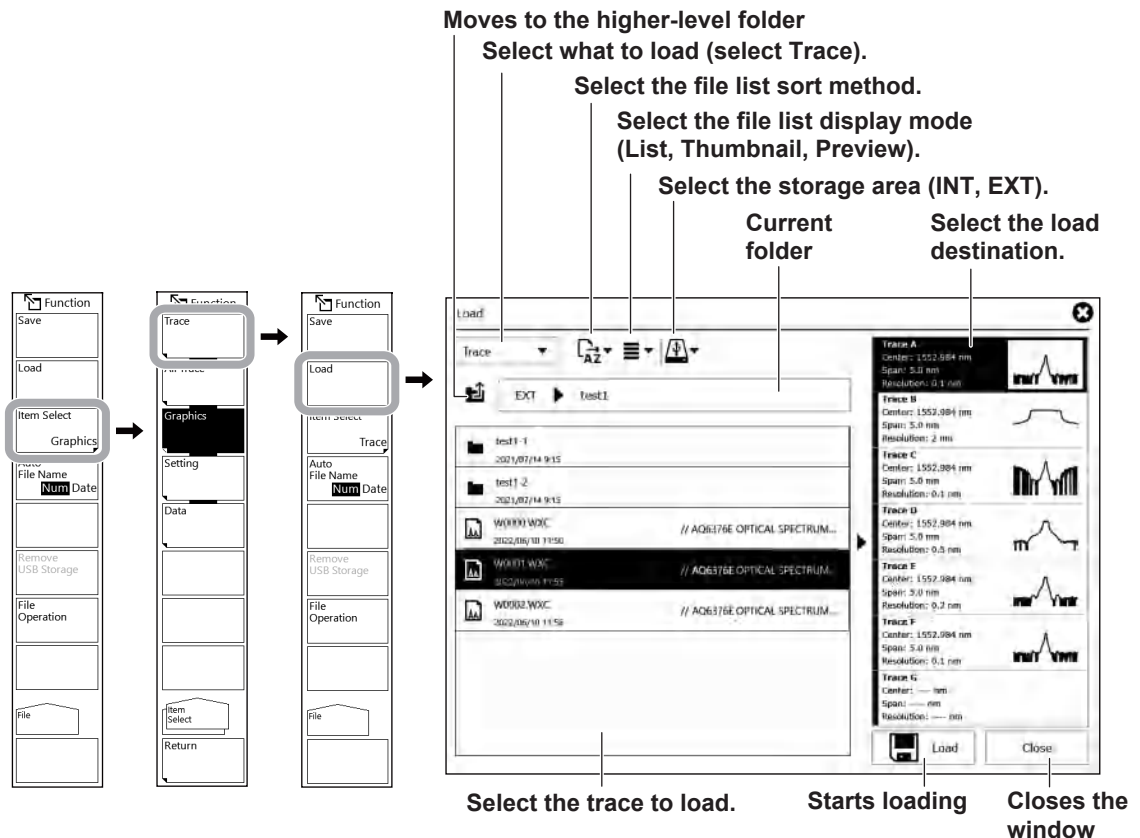 Moves to the higher-level folder
Select what to load (select Trace).
Select the file list sort method.
Select the file list display mode
(List, Thumbnail, Preview).
Select the storage area (INT, EXT).
Current
folder
Select the load
destination.
Function
Save
Load
Item Select
Graphics
Auto
File Name
Num Date
Remove
USB Storage
File
Operation
File
Function
Trace
All Trace
Graphics
Setting
Data
Item
Select
Return
Function
Save
Load
Item Select
Trace
Auto
File Name
Num Date
Remove
USB Storage
File
Operation
File
Load
Trace
AZ
EXT
test1
test1-1
2021/07/14 9:15
test1-2
2021/07/14 9:15
W0000.WXC
// AQ6376E OPTICAL SPECTRUM...
2022/06/10 11:50
W0001.WXC
// AQ6376E OPTICAL SPECTRUM...
2022/06/10 11:55
W0002.WXC
// AQ6376E OPTICAL SPECTRUM...
2022/06/10 11:56
Trace A
Center: 1552.984 nm
Span: 5.0 nm
Resolution: 0.1 nm
Trace B
Center: 1552.984 nm
Span: 5.0 nm
Resolution: 2 nm
Trace C
Center: 1552.984 nm
Span: 5.0 nm
Resolution: 0.1 nm
Trace D
Center: 1552.984 nm
Span: 5.0 nm
Resolution: 0.5 nm
Trace E
Center: 1552.984 nm
Span: 5.0 nm
Resolution: 0.2 nm
Trace F
Center: 1552.984 nm
Span: 5.0 nm
Resolution: 0.1 nm
Trace G
Center: --- nm
Span: --- nm
Resolution: --- nm
Load
Close
Select the trace to load.
Starts loading
Closes the
window